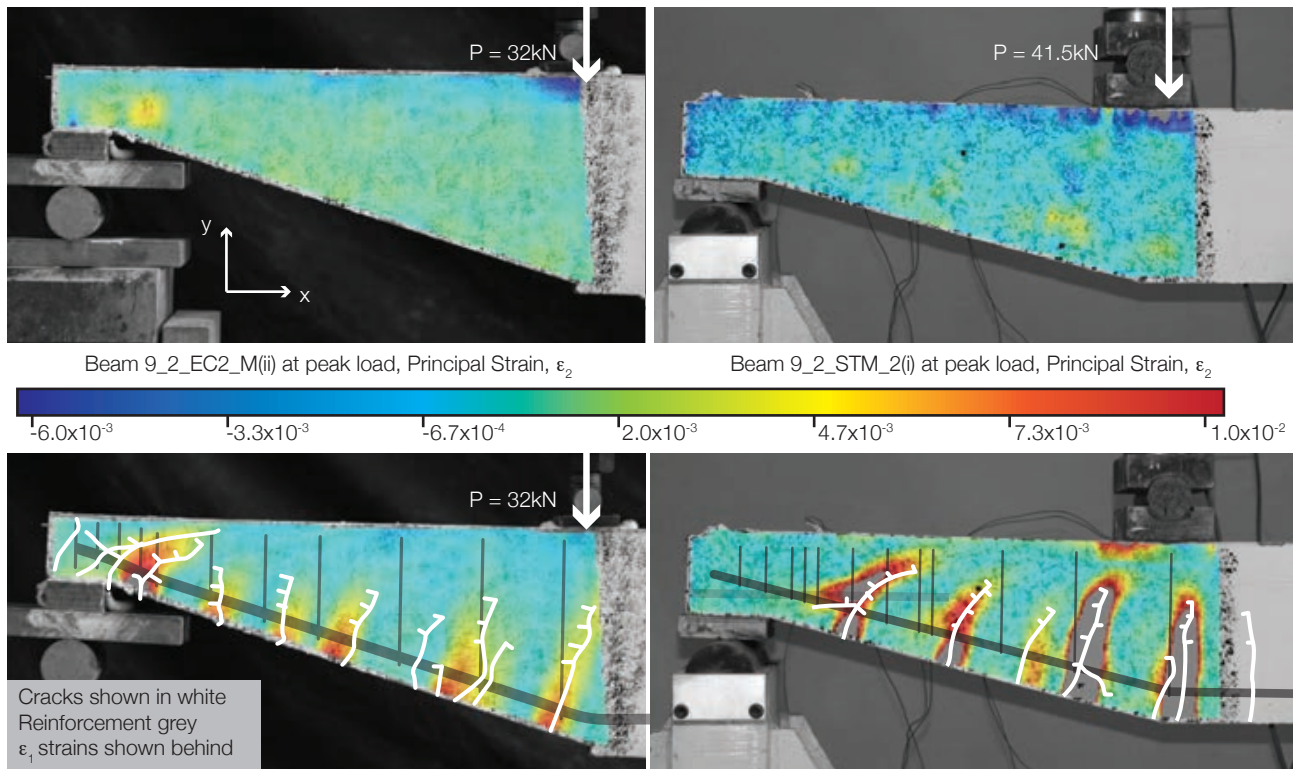 P = 32kN
P = 41.5kN
y
x
Beam 9_2_EC2_M(ii) at peak load, Principal Strain, ε₂
Beam 9_2_STM_2(i) at peak load, Principal Strain, ε₂
-6.0x10⁻³
-3.3x10⁻³
-6.7x10⁻⁴
2.0x10⁻³
4.7x10⁻³
7.3x10⁻³
1.0x10⁻²
P = 32kN
Cracks shown in white
Reinforcement grey
ε₁ strains shown behind